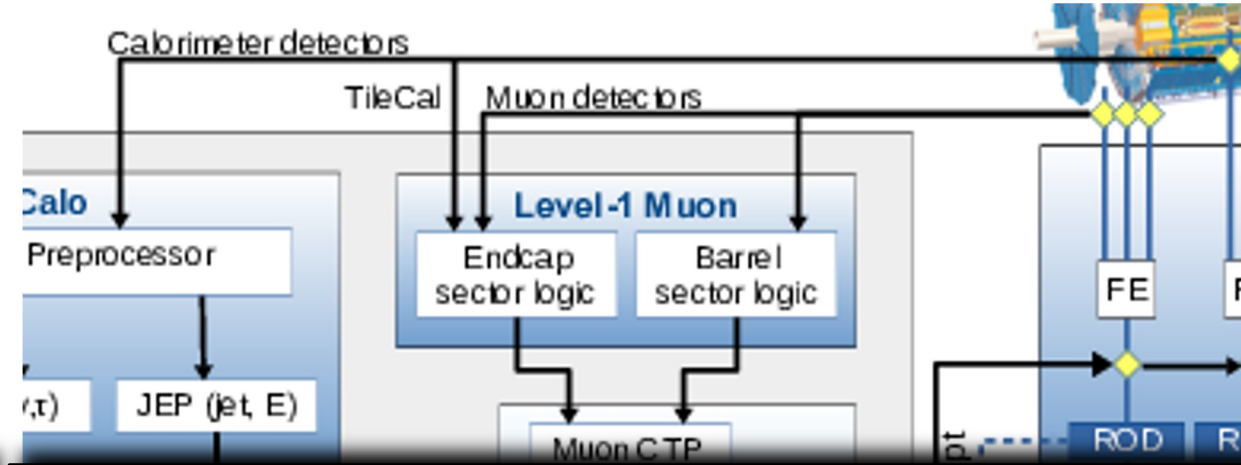 Calorimeter detectors
TileCal
Muon detectors
Calo
Level-1 Muon
Preprocessor
Endcap
sector logic
Barrel
sector logic
FE
JEP (jet, E)
,τ)
Muon CTP
pt
ROD
R